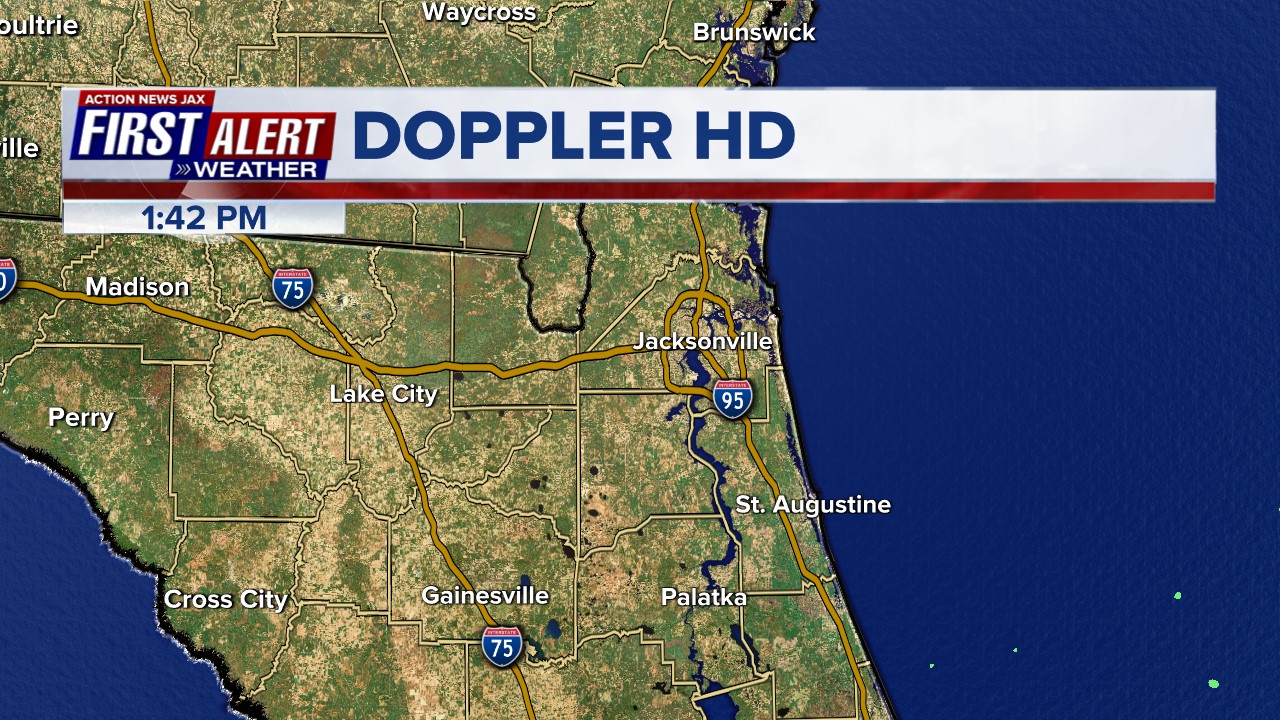 Waycross
oultrie
Brunswick
ACTION NEWS JAX
FIRST ALERT
WEATHER
DOPPLER HD
ille
1:42 PM
INTERSTATE
75
Madison
Jacksonville
INTERSTATE
95
Lake City
Perry
St. Augustine
Gainesville
Palatka
Cross City
INTERSTATE
75